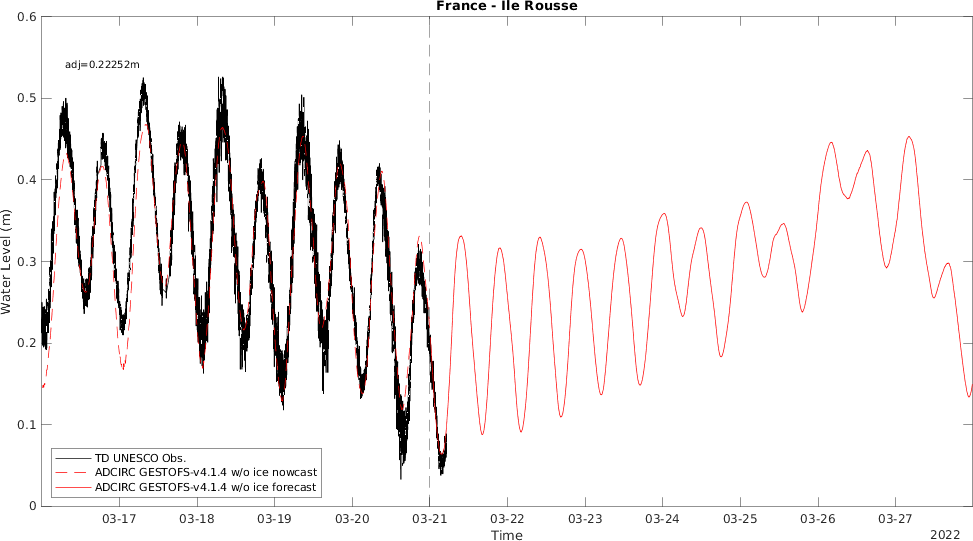 France - Ile Rousse
0.6
adj=0.22252m
0.5
0.4
0.3
0.2
0.1
0
Water Level (m)
TD UNESCO Obs.
ADCIRC GESTOFS-v4.1.4 w/o ice nowcast
ADCIRC GESTOFS-v4.1.4 w/o ice forecast
03-17 03-18 03-19 03-20 03-21 03-22 03-23 03-24 03-25 03-26 03-27
Time
2022